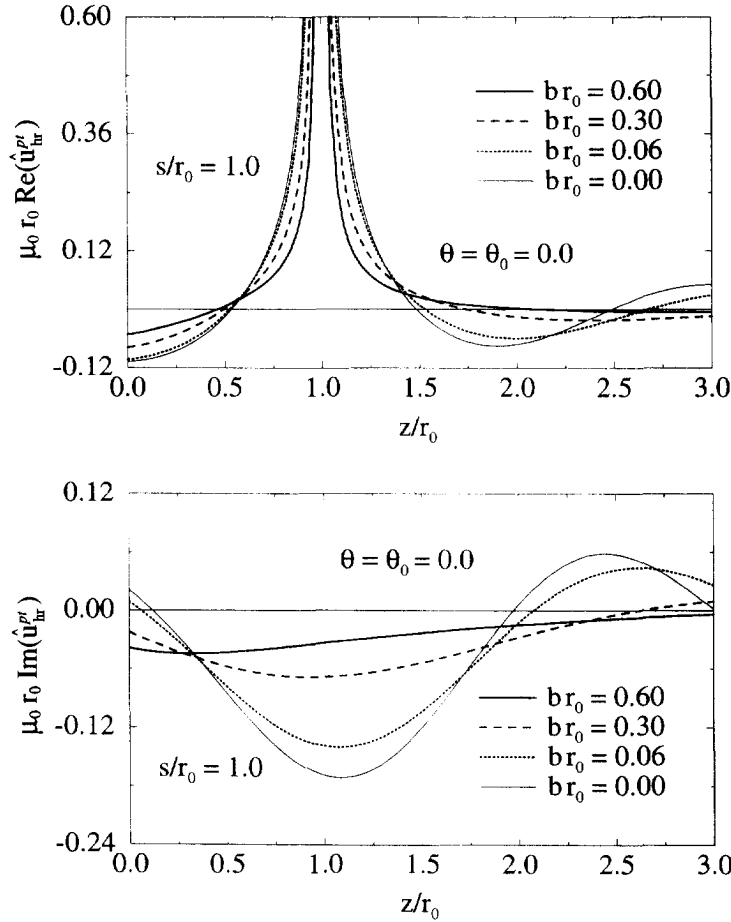 0.60
0.36
0.12
-0.12
μ₀ r₀ Re(û_hr^pt)
s/r₀ = 1.0
b r₀ = 0.60
b r₀ = 0.30
b r₀ = 0.06
b r₀ = 0.00
θ = θ₀ = 0.0
0.0 0.5 1.0 1.5 2.0 2.5 3.0
z/r₀
0.12
0.00
-0.12
-0.24
μ₀ r₀ Im(û_hr^pt)
θ = θ₀ = 0.0
s/r₀ = 1.0
b r₀ = 0.60
b r₀ = 0.30
b r₀ = 0.06
b r₀ = 0.00
0.0 0.5 1.0 1.5 2.0 2.5 3.0
z/r₀